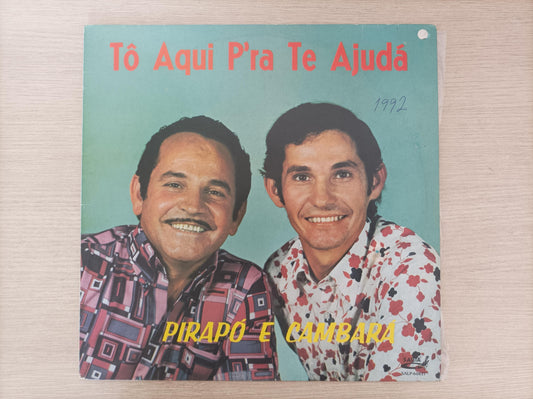 Tô Aqui P'ra Te Ajudá
1992
PIRAPÓ E CAMBARÁ